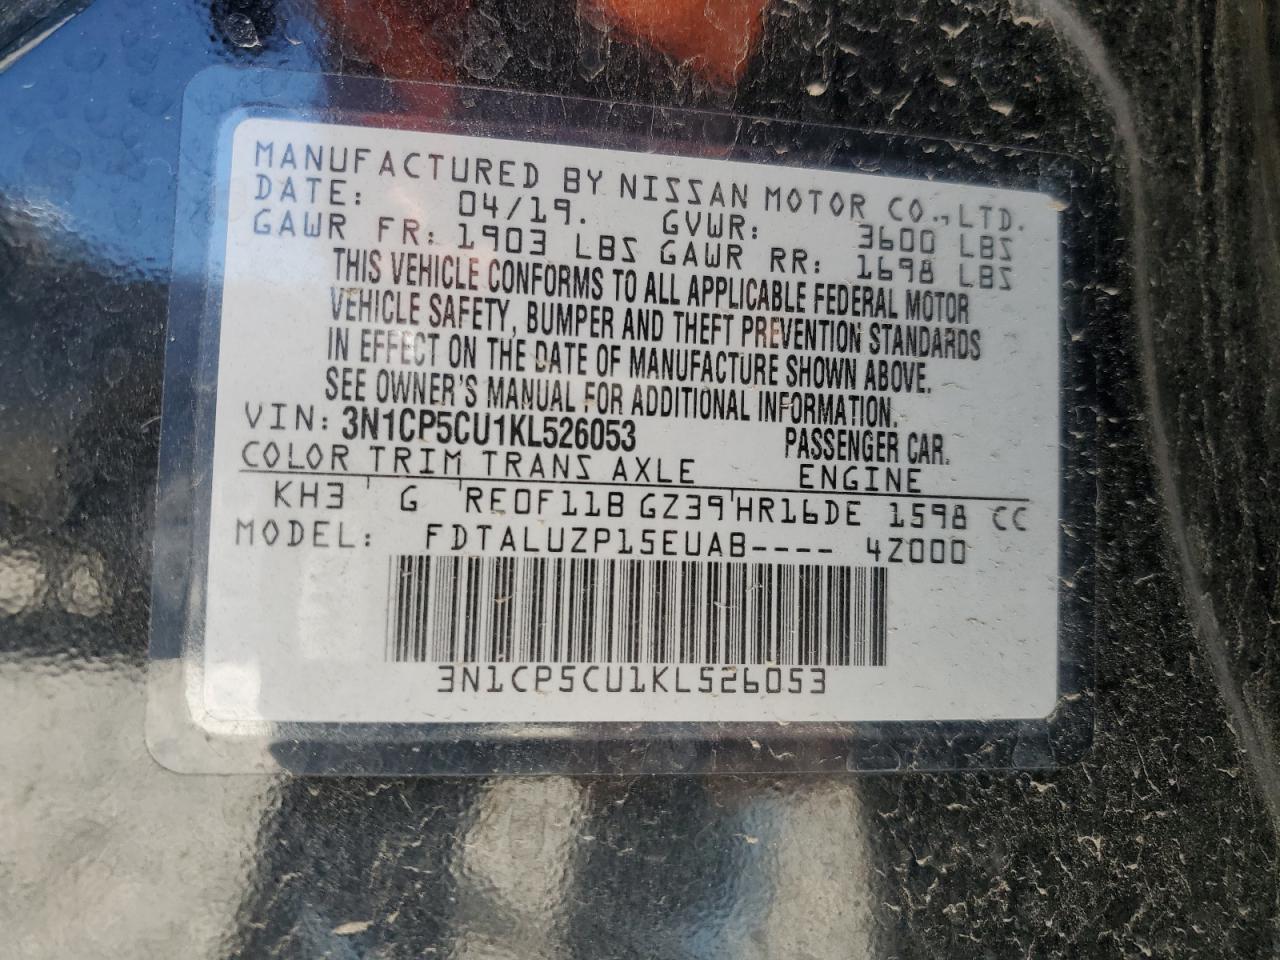 MANUFACTURED BY NISSAN MOTOR CO., LTD.
DATE: 04/19. GVWR: 3600 LBS
GAWR FR: 1903 LBS GAWR RR: 1698 LBS
THIS VEHICLE CONFORMS TO ALL APPLICABLE FEDERAL MOTOR
VEHICLE SAFETY, BUMPER AND THEFT PREVENTION STANDARDS
IN EFFECT ON THE DATE OF MANUFACTURE SHOWN ABOVE.
SEE OWNER'S MANUAL FOR ADDITIONAL INFORMATION.
VIN: 3N1CP5CU1KL526053 PASSENGER CAR.
COLOR TRIM TRANS AXLE ENGINE
KH3 ' G ' RE0F11B GZ39'HR16DE 1598 CC
MODEL: FDTALUZP15EUAB---- 4Z000
3N1CP5CU1KL526053